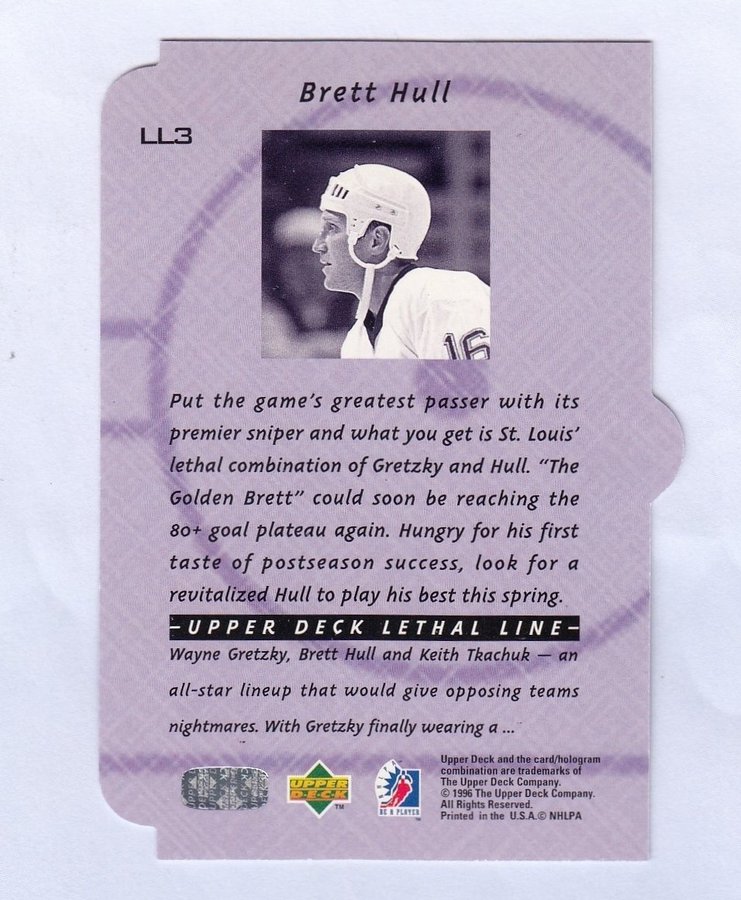 Brett Hull
LL3
16
Put the game's greatest passer with its
premier sniper and what you get is St. Louis'
lethal combination of Gretzky and Hull. “The
Golden Brett” could soon be reaching the
80+ goal plateau again. Hungry for his first
taste of postseason success, look for a
revitalized Hull to play his best this spring.
–UPPER DECK LETHAL LINE–
Wayne Gretzky, Brett Hull and Keith Tkachuk — an
all-star lineup that would give opposing teams
nightmares. With Gretzky finally wearing a ...
UPPER
DECK
TM
BE A PLAYER
TM
Upper Deck and the card/hologram
combination are trademarks of
The Upper Deck Company.
© 1996 The Upper Deck Company.
All Rights Reserved.
Printed in the U.S.A.© NHLPA